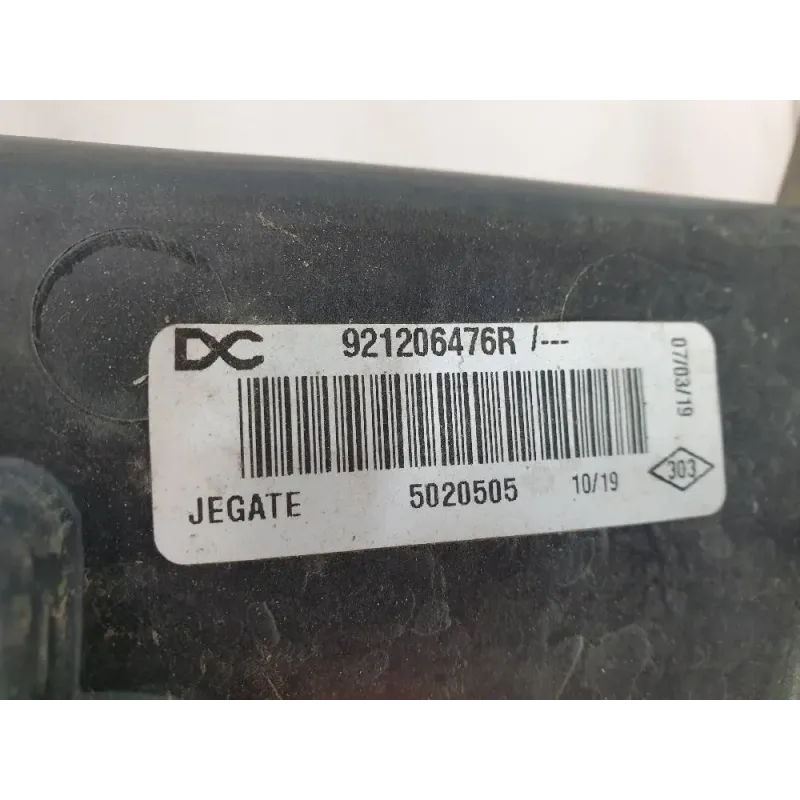 DC 921206476R /---
JEGATE 5020505 10/19
07/03/19
303